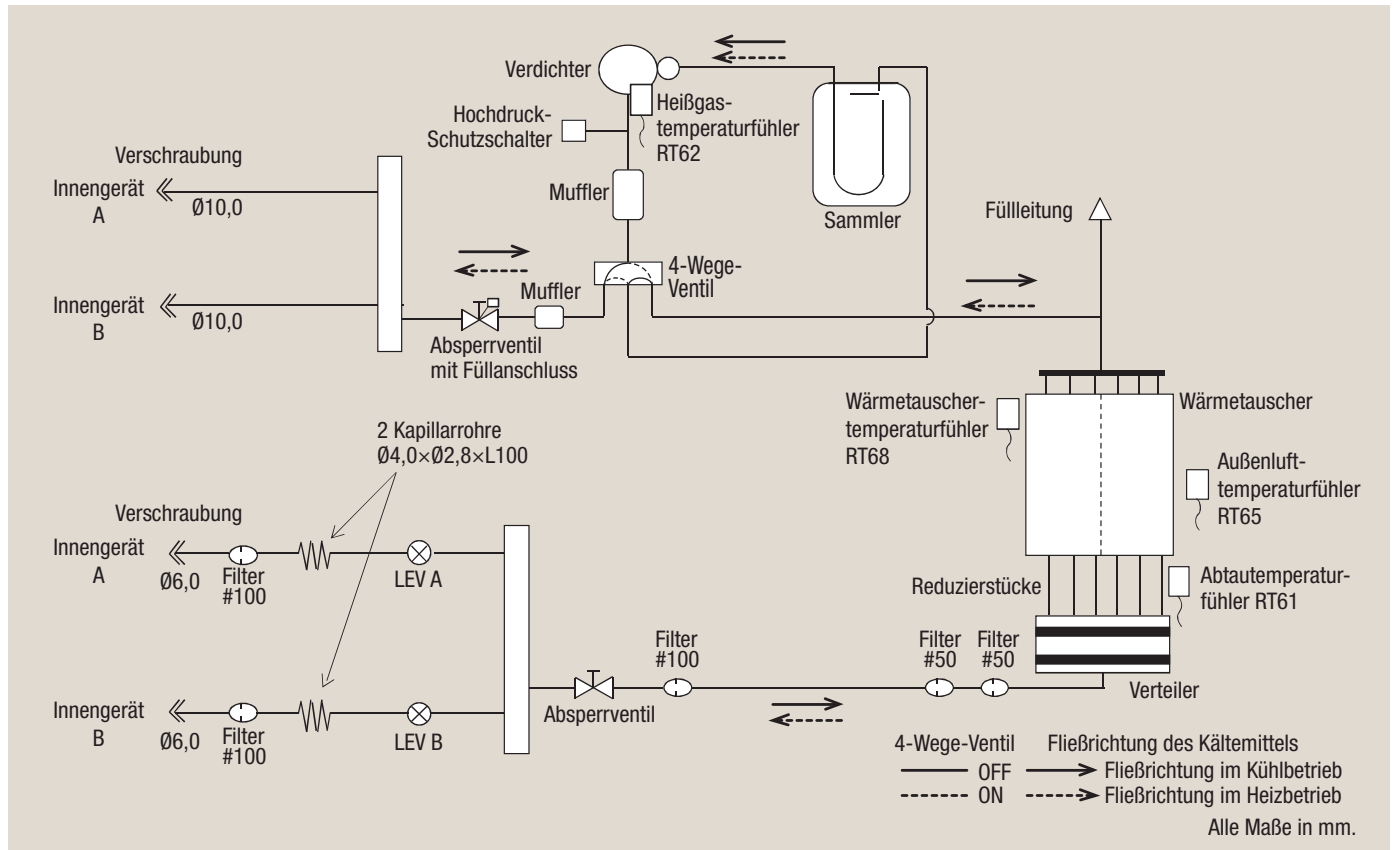 Verdichter
Hochdruck-
Schutzschalter
Heißgas-
temperaturfühler
RT62
Verschraubung
Innengerät
A
Ø10,0
Muffler
Sammler
Füllleitung
4-Wege-
Ventil
Innengerät
B
Ø10,0
Muffler
Absperrventil
mit Füllanschluss
Wärmetauscher-
temperaturfühler
RT68
Wärmetauscher
2 Kapillarrohre
Ø4,0×Ø2,8×L100
Außenluft-
temperaturfühler
RT65
Verschraubung
Innengerät
A
Ø6,0
Filter
#100
LEV A
Reduzierstücke
Abtautemperatur-
fühler RT61
Filter
#100
Filter
#50
Filter
#50
Absperrventil
Verteiler
Innengerät
B
Ø6,0
Filter
#100
LEV B
4-Wege-Ventil
Fließrichtung des Kältemittels
OFF
Fließrichtung im Kühlbetrieb
ON
Fließrichtung im Heizbetrieb
Alle Maße in mm.